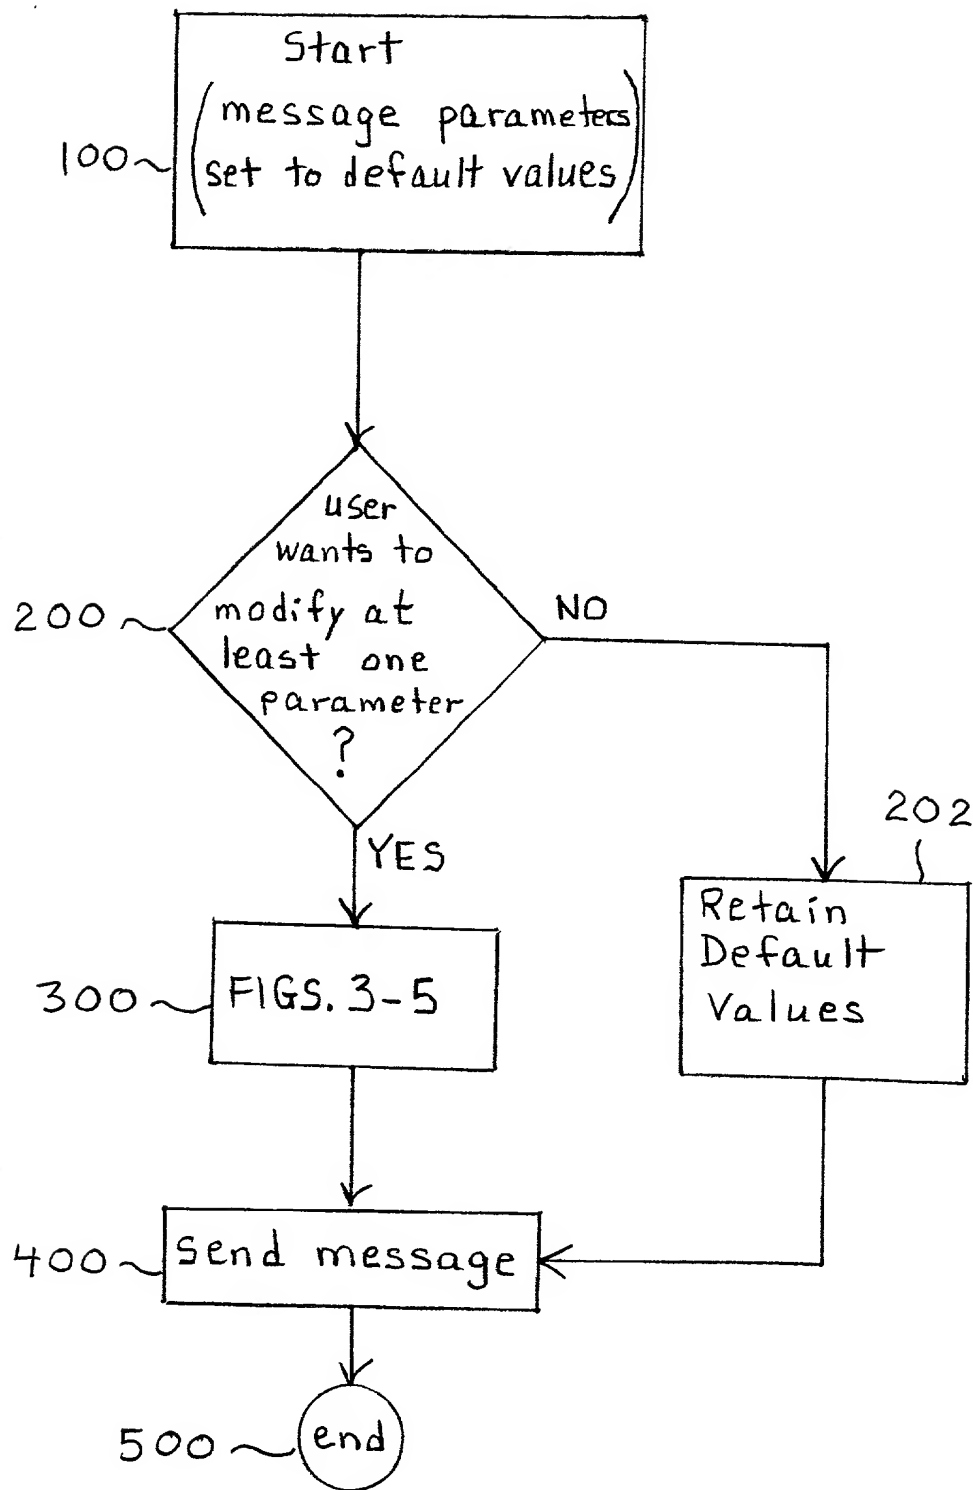 Start
(message parameters
100 set to default values)
user
wants to
200 modify at
least one
parameter
?
NO
YES
202
Retain
Default
Values
300 FIGS. 3-5
400 Send message
500 end